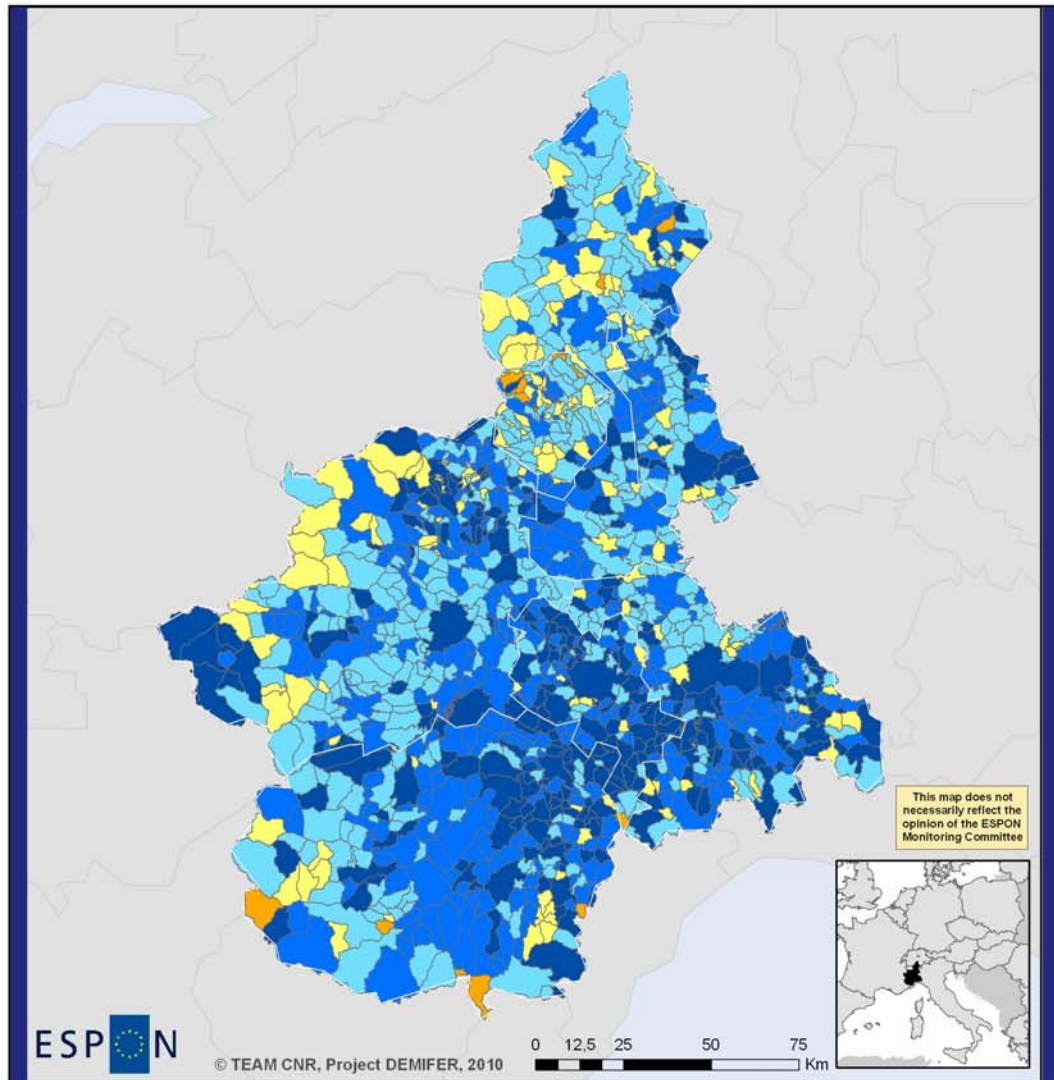 This map does not
necessarily reflect the
opinion of the ESPON
Monitoring Committee
ESPON
© TEAM CNR, Project DEMIFER, 2010
0 12,5 25 50 75
Km